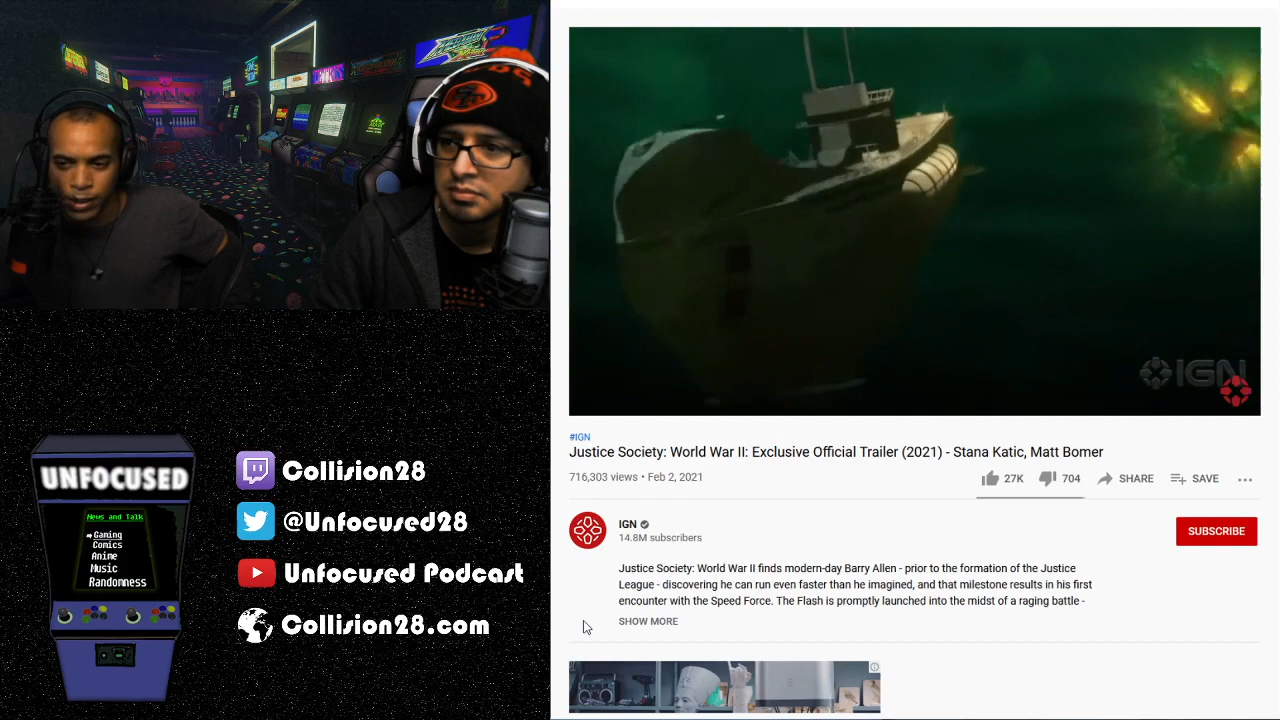 TETRIS
UNFOCUSED
News and Talk
Gaming
Comics
Anime
Music
Randomness
Collision28
@Unfocused28
Unfocused Podcast
Collision28.com
IGN
#IGN
Justice Society: World War II: Exclusive Official Trailer (2021) - Stana Katic, Matt Bomer
716,303 views • Feb 2, 2021
27K
704
SHARE
SAVE
IGN
14.8M subscribers
SUBSCRIBE
Justice Society: World War II finds modern-day Barry Allen - prior to the formation of the Justice
League - discovering he can run even faster than he imagined, and that milestone results in his first
encounter with the Speed Force. The Flash is promptly launched into the midst of a raging battle -
SHOW MORE